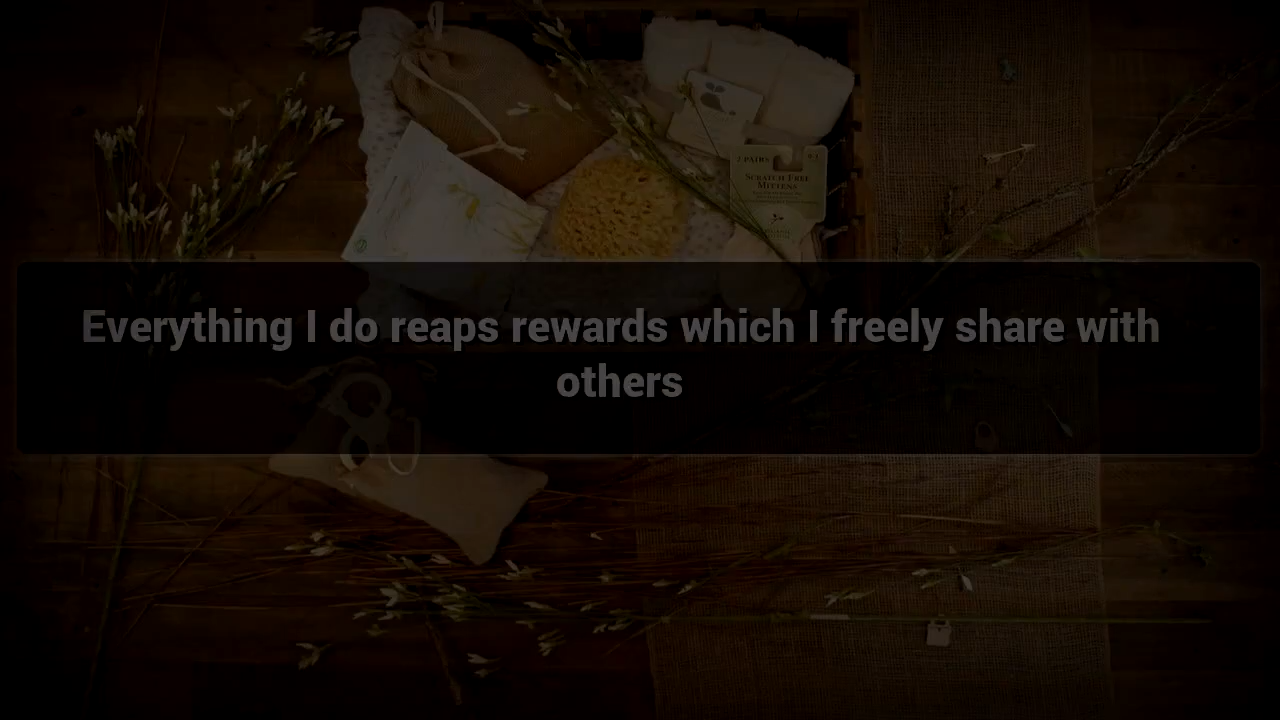 2 PAIRS
SCRATCH FREE
MITTENS
Everything I do reaps rewards which I freely share with
others